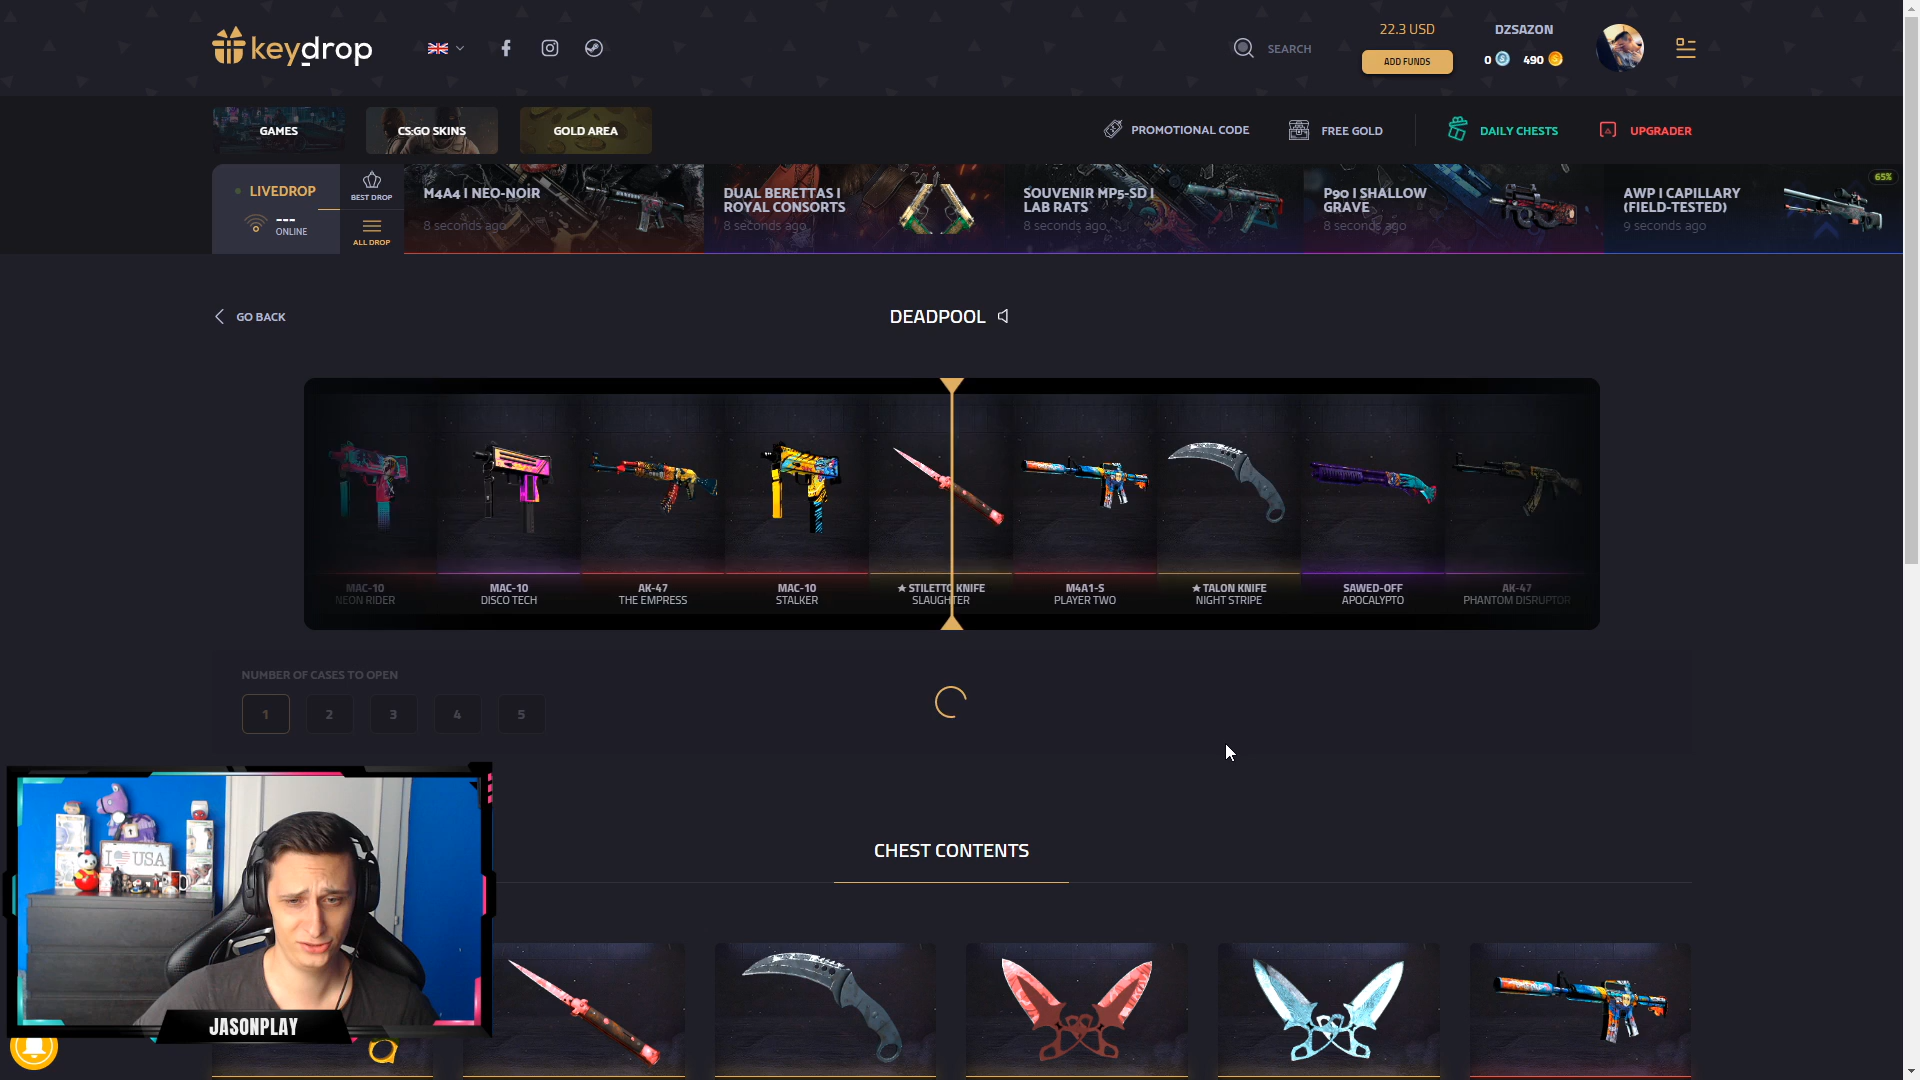 keydrop
SEARCH
22.3 USD
ADD FUNDS
DZSAZON
0 490
GAMES
CS:GO SKINS
GOLD AREA
PROMOTIONAL CODE
FREE GOLD
DAILY CHESTS
UPGRADER
LIVEDROP
---
ONLINE
BEST DROP
ALL DROP
M4A4 | NEO-NOIR
8 seconds ago
DUAL BERETTAS |
ROYAL CONSORTS
8 seconds ago
SOUVENIR MP5-SD |
LAB RATS
8 seconds ago
P90 | SHALLOW
GRAVE
8 seconds ago
AWP | CAPILLARY
(FIELD-TESTED)
9 seconds ago
65%
GO BACK
DEADPOOL
MAC-10
NEON RIDER
MAC-10
DISCO TECH
AK-47
THE EMPRESS
MAC-10
STALKER
★ STILETTO KNIFE
SLAUGHTER
M4A1-S
PLAYER TWO
★ TALON KNIFE
NIGHT STRIPE
SAWED-OFF
APOCALYPTO
AK-47
PHANTOM DISRUPTOR
NUMBER OF CASES TO OPEN
1 2 3 4 5
CHEST CONTENTS
I USA
JASONPLAY